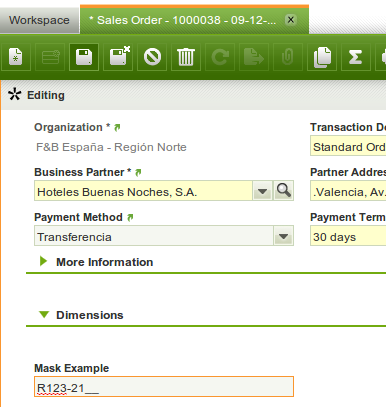 Workspace
* Sales Order - 1000038 - 09-12-...
Editing
Organization *
F&B España - Región Norte
Transaction Do
Standard Ord
Business Partner *
Hoteles Buenas Noches, S.A.
Partner Addres
.Valencia, Av.
Payment Method
Transferencia
Payment Term
30 days
More Information
Dimensions
Mask Example
R123-21__